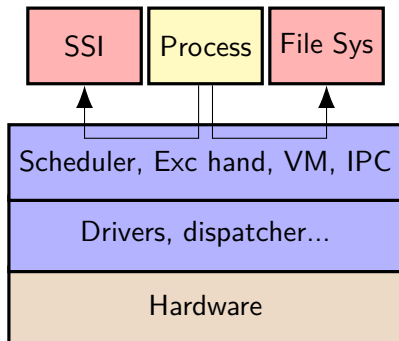 SSI
Process
File Sys
Scheduler, Exc hand, VM, IPC
Drivers, dispatcher...
Hardware